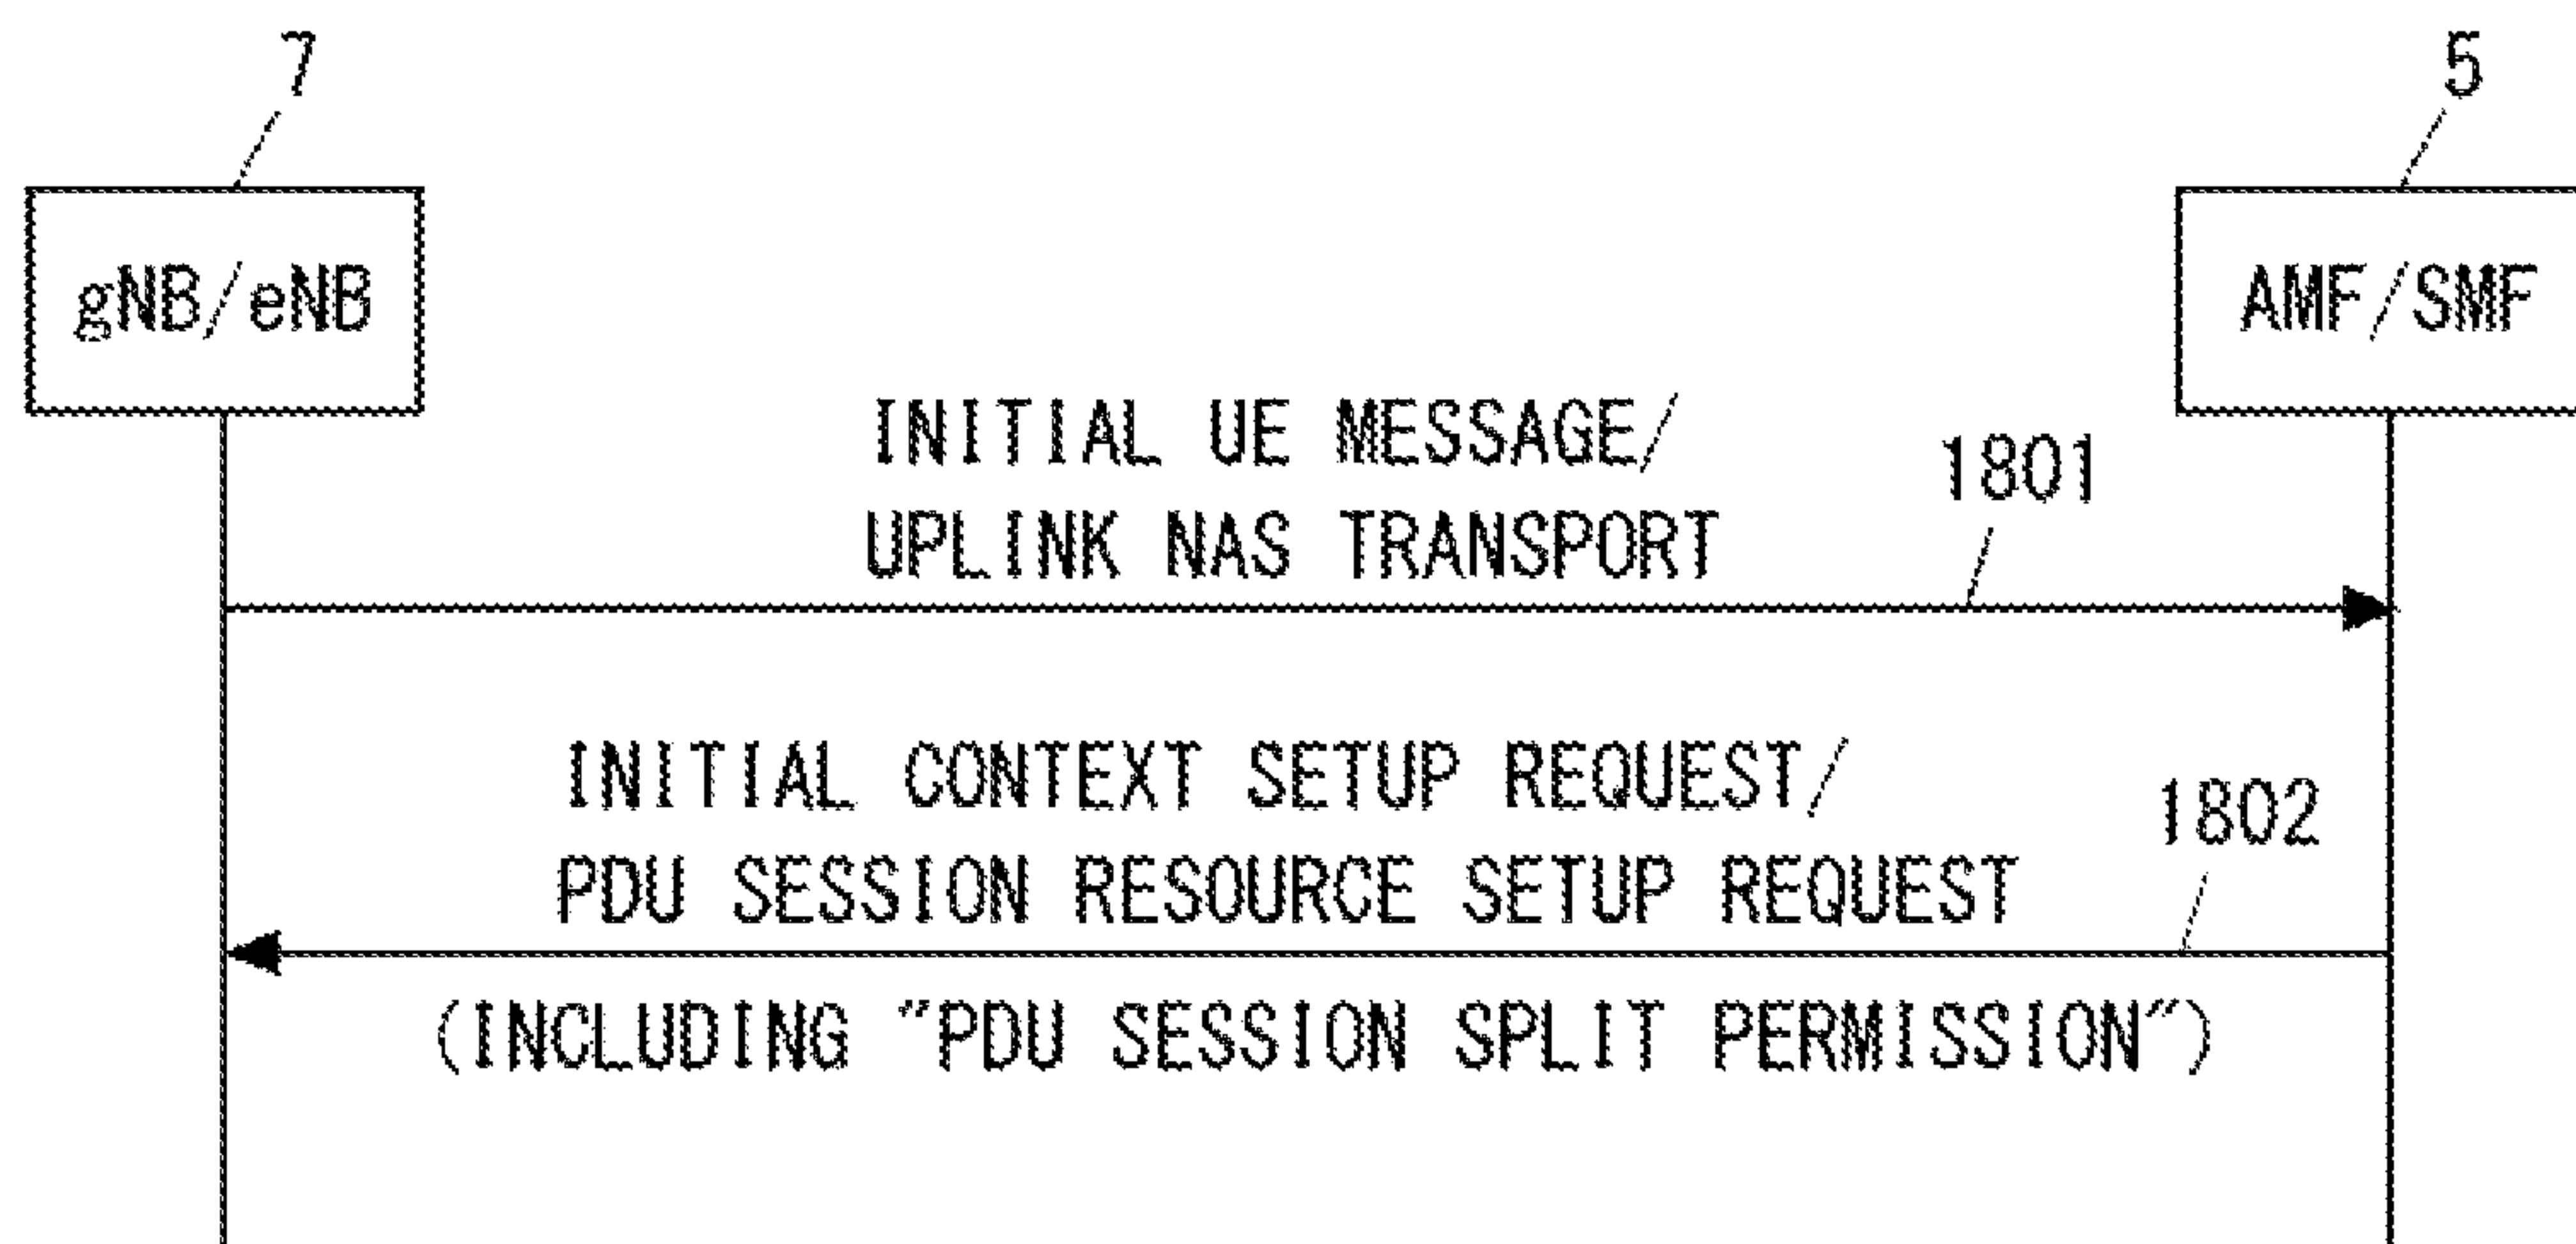 7
5
gNB/eNB
AMF/SMF
INITIAL UE MESSAGE/
UPLINK NAS TRANSPORT
1801
INITIAL CONTEXT SETUP REQUEST/
PDU SESSION RESOURCE SETUP REQUEST
1802
(INCLUDING "PDU SESSION SPLIT PERMISSION")